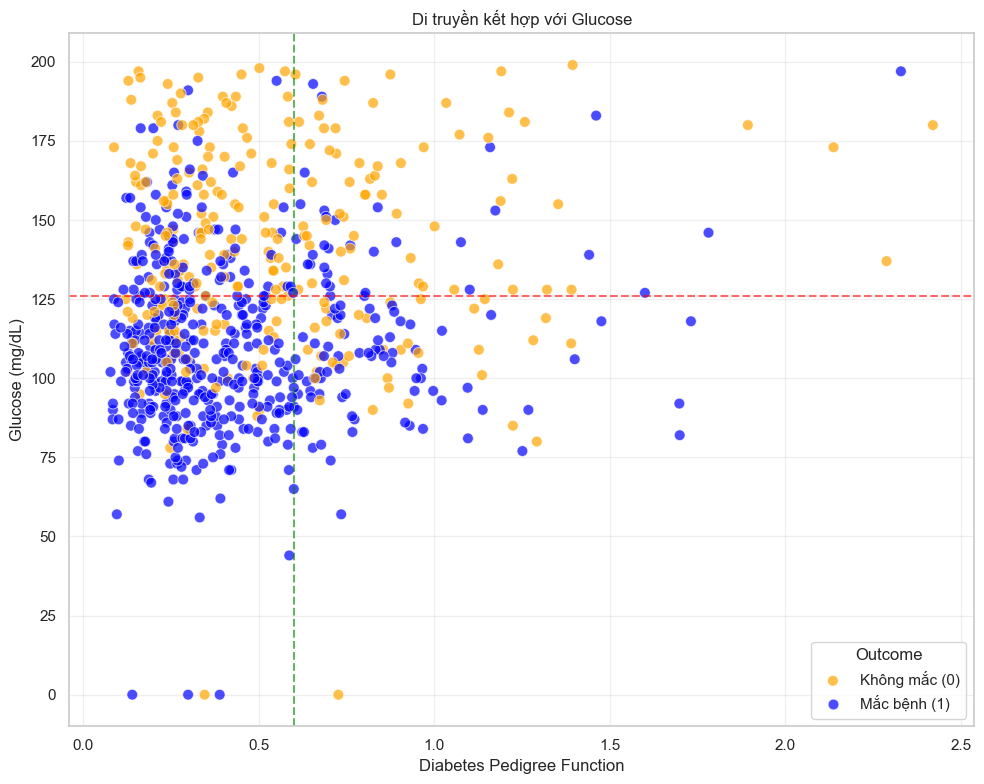 Di truyền kết hợp với Glucose
200
175
150
125
100
75
50
25
0
Glucose (mg/dL)
0.0 0.5 1.0 1.5 2.0 2.5
Diabetes Pedigree Function
Outcome
Không mắc (0)
Mắc bệnh (1)